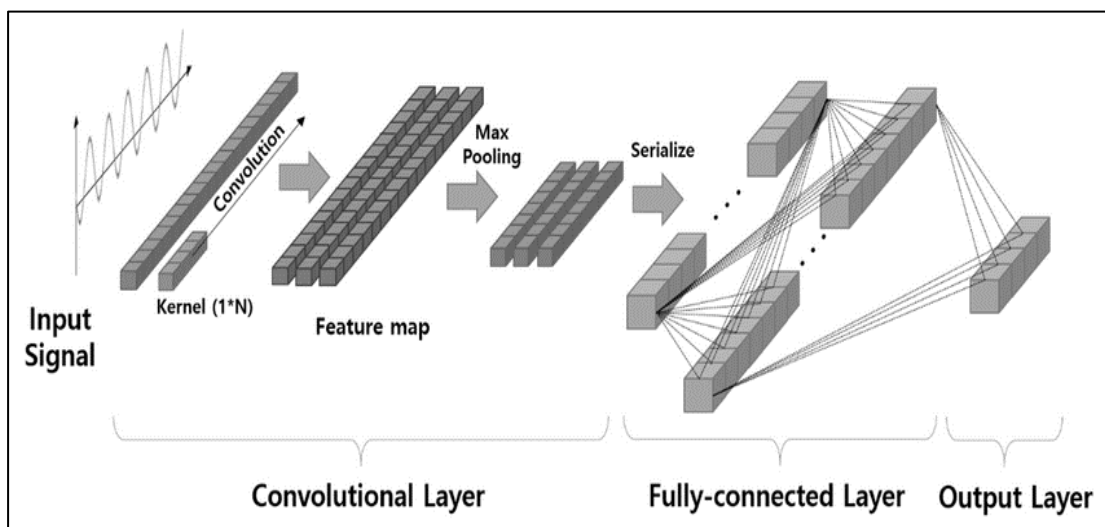 Input
Signal
Convolution
Kernel (1*N)
Feature map
Max
Pooling
Serialize
Convolutional Layer
Fully-connected Layer
Output Layer